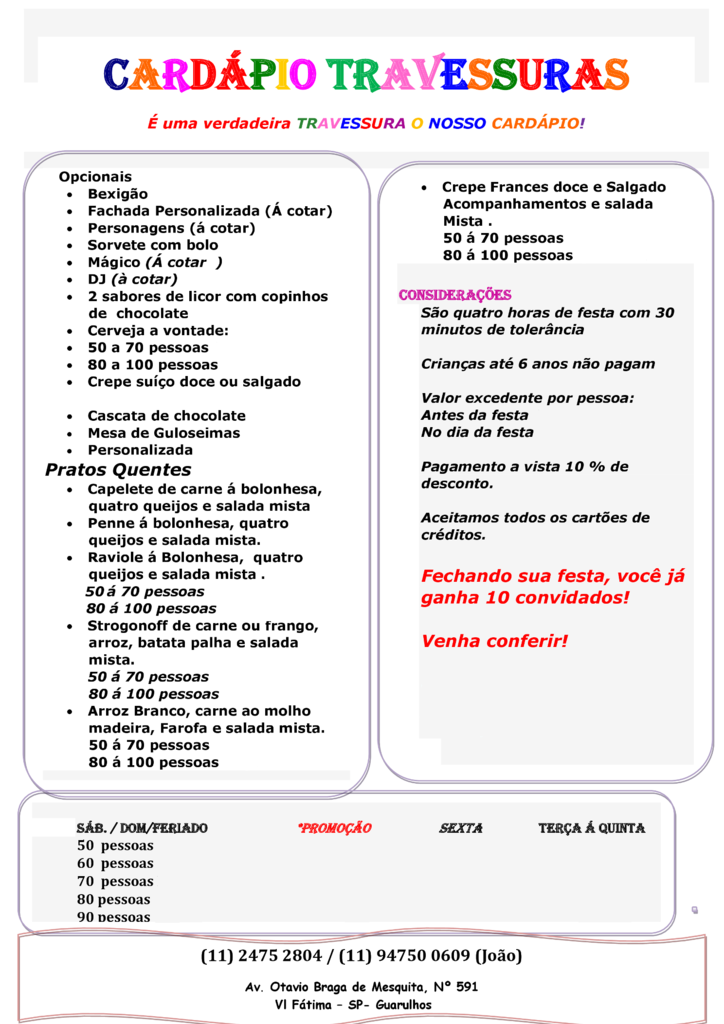 CARDÁPIO TRAVESSURAS
É uma verdadeira TRAVESSURA O NOSSO CARDÁPIO!
Opcionais
• Bexigão
• Fachada Personalizada (Á cotar)
• Personagens (á cotar)
• Sorvete com bolo
• Mágico (Á cotar )
• DJ (à cotar)
• 2 sabores de licor com copinhos
de chocolate
• Cerveja a vontade:
• 50 a 70 pessoas
• 80 a 100 pessoas
• Crepe suíço doce ou salgado
• Cascata de chocolate
• Mesa de Guloseimas
• Personalizada
Pratos Quentes
• Capelete de carne á bolonhesa,
quatro queijos e salada mista
• Penne á bolonhesa, quatro
queijos e salada mista.
• Raviole á Bolonhesa, quatro
queijos e salada mista .
50 á 70 pessoas
80 á 100 pessoas
• Strogonoff de carne ou frango,
arroz, batata palha e salada
mista.
50 á 70 pessoas
80 á 100 pessoas
• Arroz Branco, carne ao molho
madeira, Farofa e salada mista.
50 á 70 pessoas
80 á 100 pessoas
• Crepe Frances doce e Salgado
Acompanhamentos e salada
Mista .
50 á 70 pessoas
80 á 100 pessoas
CONSIDERAÇÕES
São quatro horas de festa com 30
minutos de tolerância
Crianças até 6 anos não pagam
Valor excedente por pessoa:
Antes da festa
No dia da festa
Pagamento a vista 10 % de
desconto.
Aceitamos todos os cartões de
créditos.
Fechando sua festa, você já
ganha 10 convidados!
Venha conferir!
SÁB. / DOM/FERIADO *PROMOÇÃO SEXTA TERÇA Á QUINTA
50 pessoas
60 pessoas
70 pessoas
80 pessoas
90 pessoas
(11) 2475 2804 / (11) 94750 0609 (João)
Av. Otavio Braga de Mesquita, Nº 591
Vl Fátima – SP- Guarulhos